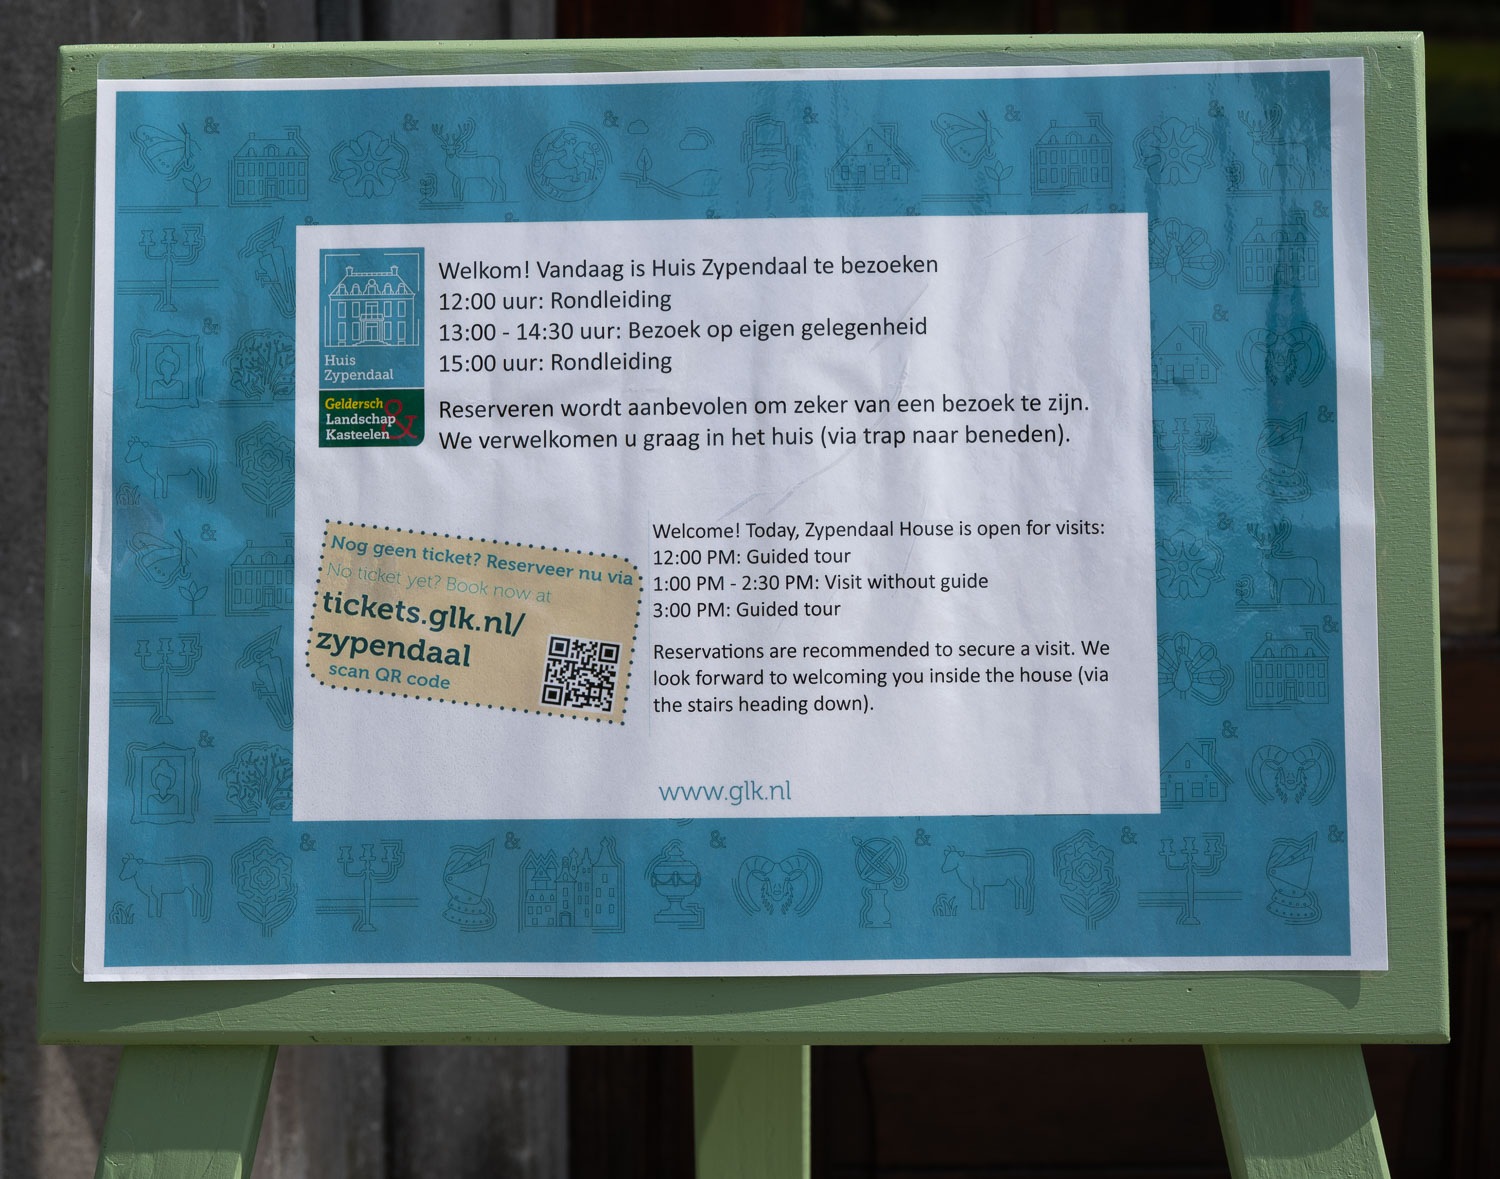 Welkom! Vandaag is Huis Zypendaal te bezoeken
12:00 uur: Rondleiding
13:00 - 14:30 uur: Bezoek op eigen gelegenheid
15:00 uur: Rondleiding
Huis
Zypendaal
Geldersch
Landschap
& Kasteelen
Reserveren wordt aanbevolen om zeker van een bezoek te zijn.
We verwelkomen u graag in het huis (via trap naar beneden).
Nog geen ticket? Reserveer nu via
No ticket yet? Book now at
tickets.glk.nl/
zypendaal
scan QR code
Welcome! Today, Zypendaal House is open for visits:
12:00 PM: Guided tour
1:00 PM - 2:30 PM: Visit without guide
3:00 PM: Guided tour
Reservations are recommended to secure a visit. We
look forward to welcoming you inside the house (via
the stairs heading down).
www.glk.nl